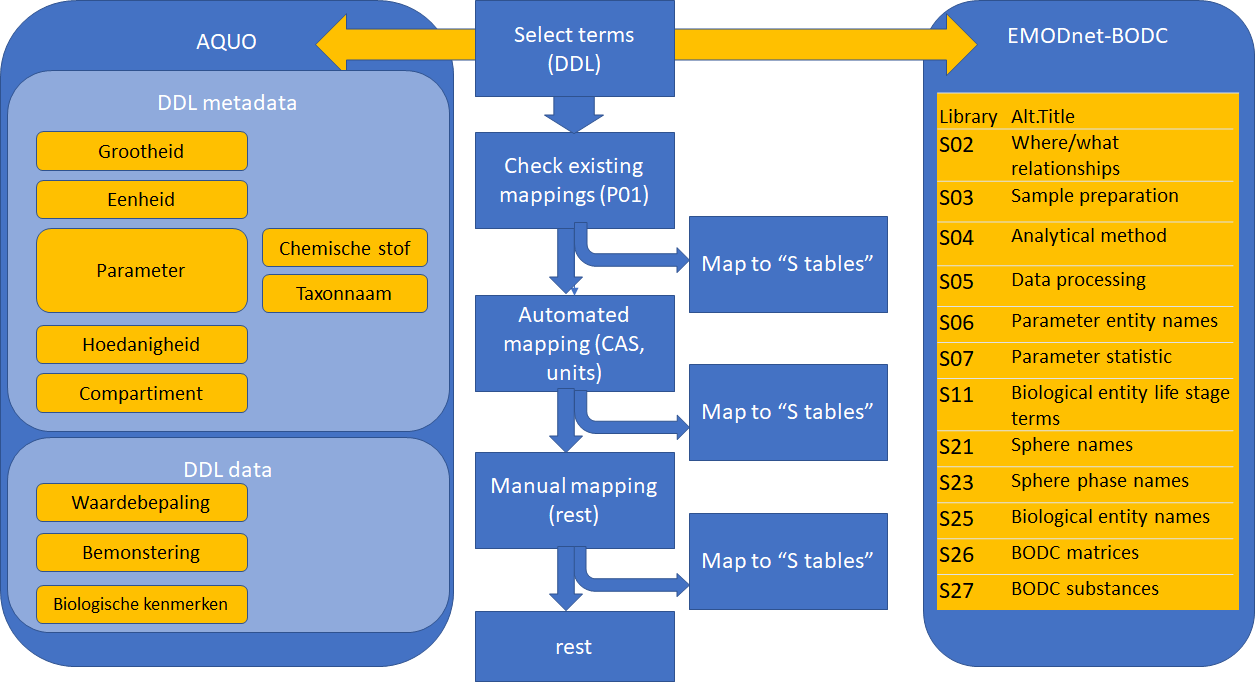 AQUO
DDL metadata
Grootheid
Eenheid
Parameter
Chemische stof
Taxonnaam
Hoedanigheid
Compartiment
DDL data
Waardebepaling
Bemonstering
Biologische kenmerken
Select terms
(DDL)
Check existing
mappings (P01)
Map to “S tables”
Automated
mapping (CAS,
units)
Map to “S tables”
Manual mapping
(rest)
Map to “S tables”
rest
EMODnet-BODC
Library Alt.Title
S02 Where/what
relationships
S03 Sample preparation
S04 Analytical method
S05 Data processing
S06 Parameter entity names
S07 Parameter statistic
S11 Biological entity life stage
terms
S21 Sphere names
S23 Sphere phase names
S25 Biological entity names
S26 BODC matrices
S27 BODC substances